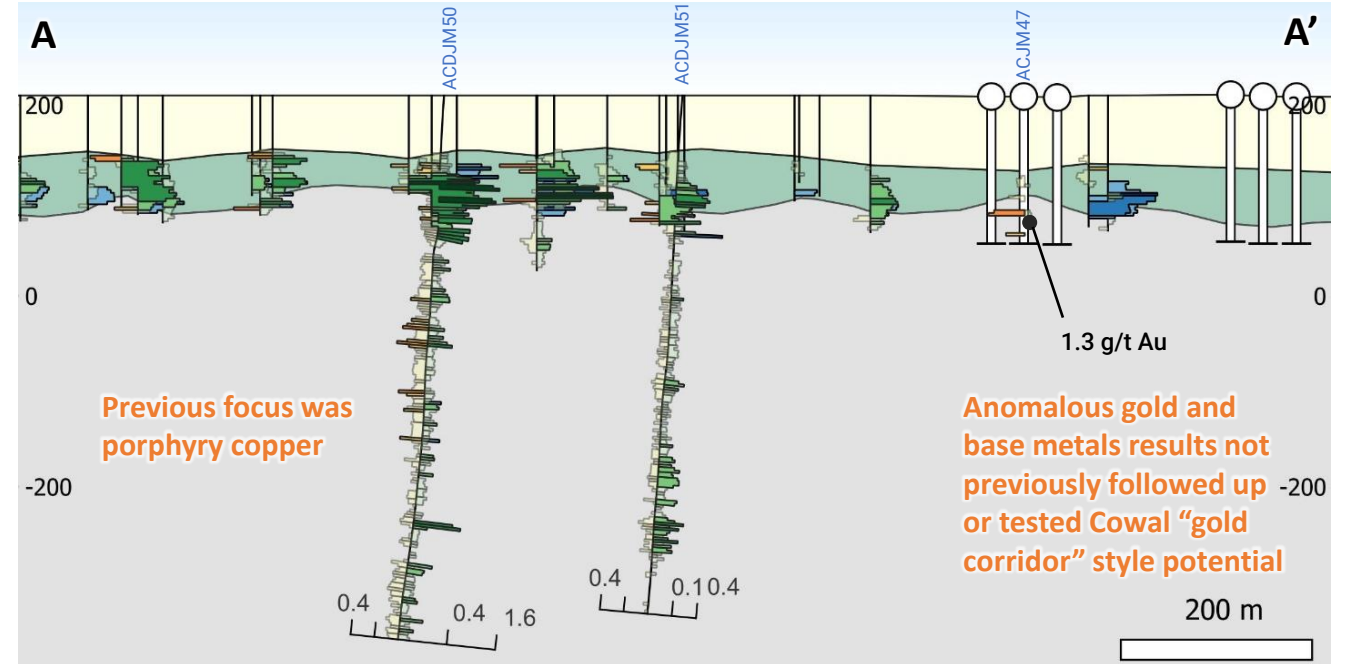 A
ACDJM50
ACDJM51
ACJM47
A’
200
200
0
0
1.3 g/t Au
Previous focus was
porphyry copper
Anomalous gold and
base metals results not
previously followed up
or tested Cowal “gold
corridor” style potential
-200
-200
0.4
0.4
1.6
0.4
0.1
0.4
200 m